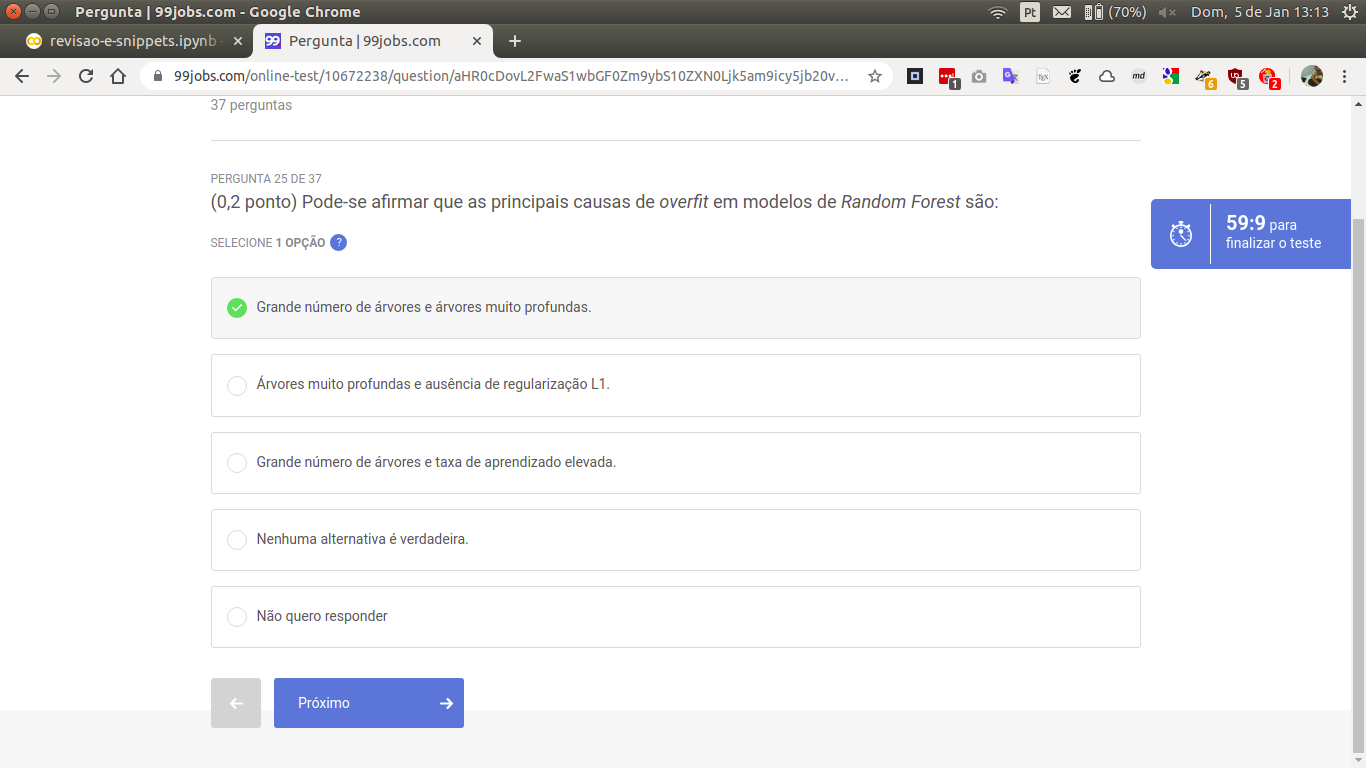 Pergunta | 99jobs.com - Google Chrome
Pt
(70%)
Dom, 5 de Jan 13:13
revisao-e-snippets.ipynb
99 Pergunta | 99jobs.com
99jobs.com/online-test/10672238/question/aHR0cDovL2FwaS1wbGF0Zm9ybS10ZXN0Ljk5am9icy5jb20v...
1
md
6
5
2
37 perguntas
PERGUNTA 25 DE 37
(0,2 ponto) Pode-se afirmar que as principais causas de overfit em modelos de Random Forest são:
SELECIONE 1 OPÇÃO ?
59:9 para
finalizar o teste
Grande número de árvores e árvores muito profundas.
Árvores muito profundas e ausência de regularização L1.
Grande número de árvores e taxa de aprendizado elevada.
Nenhuma alternativa é verdadeira.
Não quero responder
Próximo